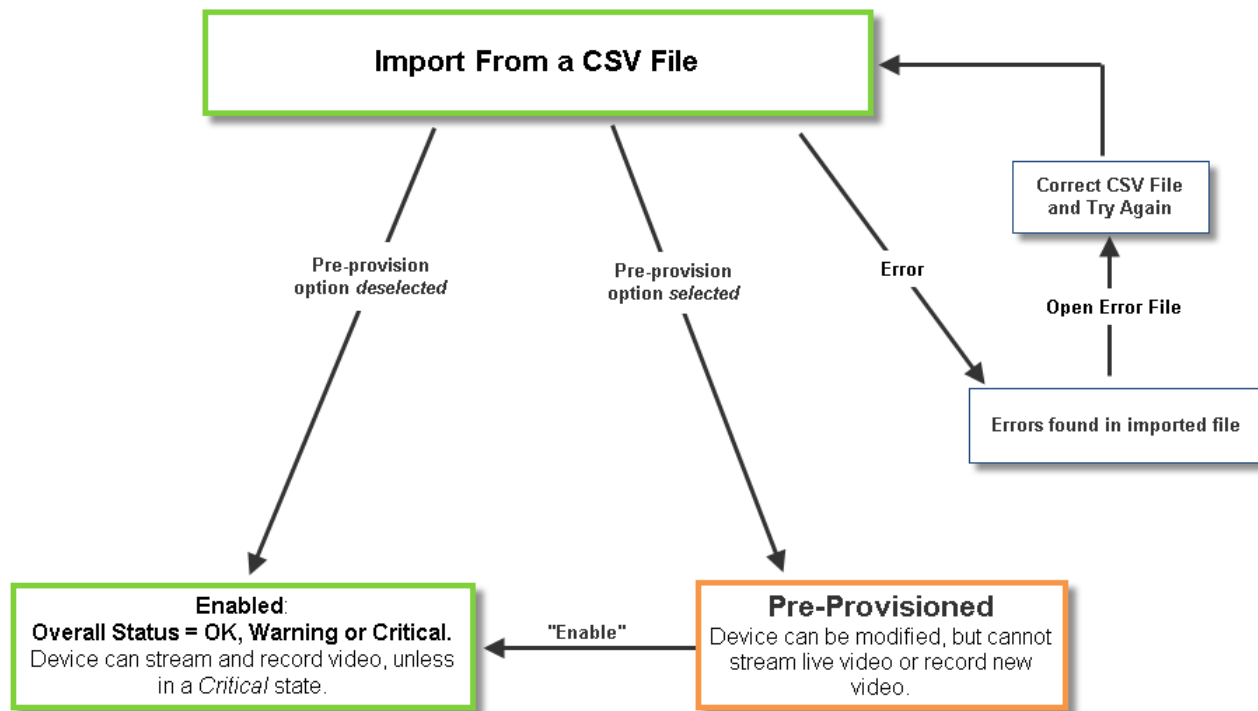 Import From a CSV File
Correct CSV File
and Try Again
Pre-provision
option deselected
Pre-provision
option selected
Error
Open Error File
Errors found in imported file
Enabled:
Overall Status = OK, Warning or Critical.
Device can stream and record video, unless
in a Critical state.
"Enable"
Pre-Provisioned
Device can be modified, but cannot
stream live video or record new
video.